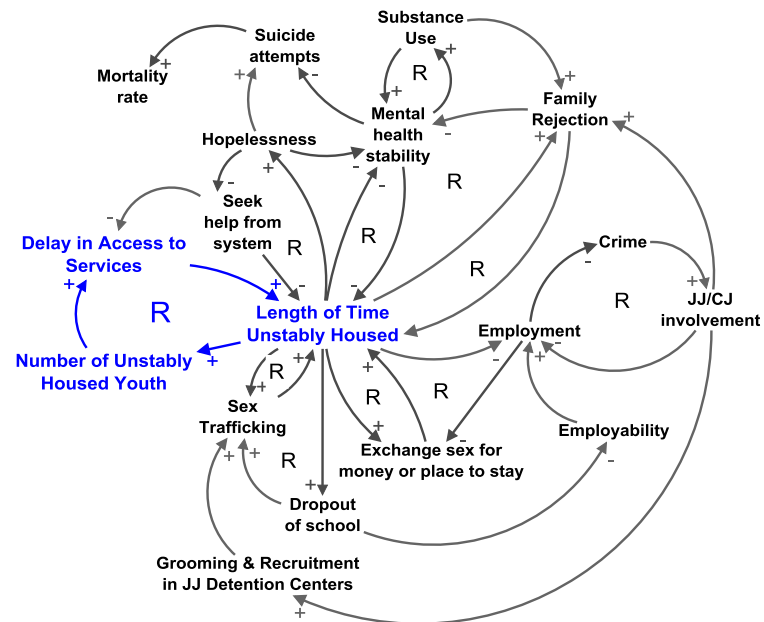 Substance
Use
+
Suicide
attempts
+
-
R
+
Mortality
rate
+
+
Family
Rejection
+
+
Mental
health
stability
-
-
-
Hopelessness
+
-
R
Seek
help from
system
-
R
R
-
-
Delay in Access to
Services
+
+
R
R
Crime
-
+
R
JJ/CJ
involvement
Length of Time
Unstably Housed
Employment
-
+
-
Number of Unstably
Housed Youth
+
R
+
+
+
R
R
Sex
Trafficking
+
+
+
-
Exchange sex for
money or place to stay
Employability
-
R
+
Dropout
of school
Grooming & Recruitment
in JJ Detention Centers
+